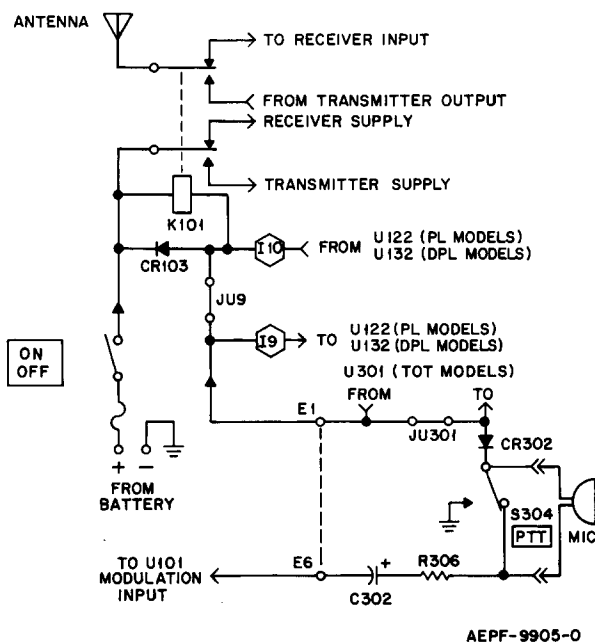 ANTENNA
TO RECEIVER INPUT
FROM TRANSMITTER OUTPUT
RECEIVER SUPPLY
TRANSMITTER SUPPLY
K101
I10
FROM
U122 (PL MODELS)
U132 (DPL MODELS)
CR103
JU9
I9
TO
U122 (PL MODELS)
U132 (DPL MODELS)
ON
OFF
U301 (TOT MODELS)
FROM
TO
E1
JU301
CR302
+
-
FROM
BATTERY
S304
PTT
MIC
TO U101
MODULATION
INPUT
E6
+
C302
R306
AEPF-9905-O